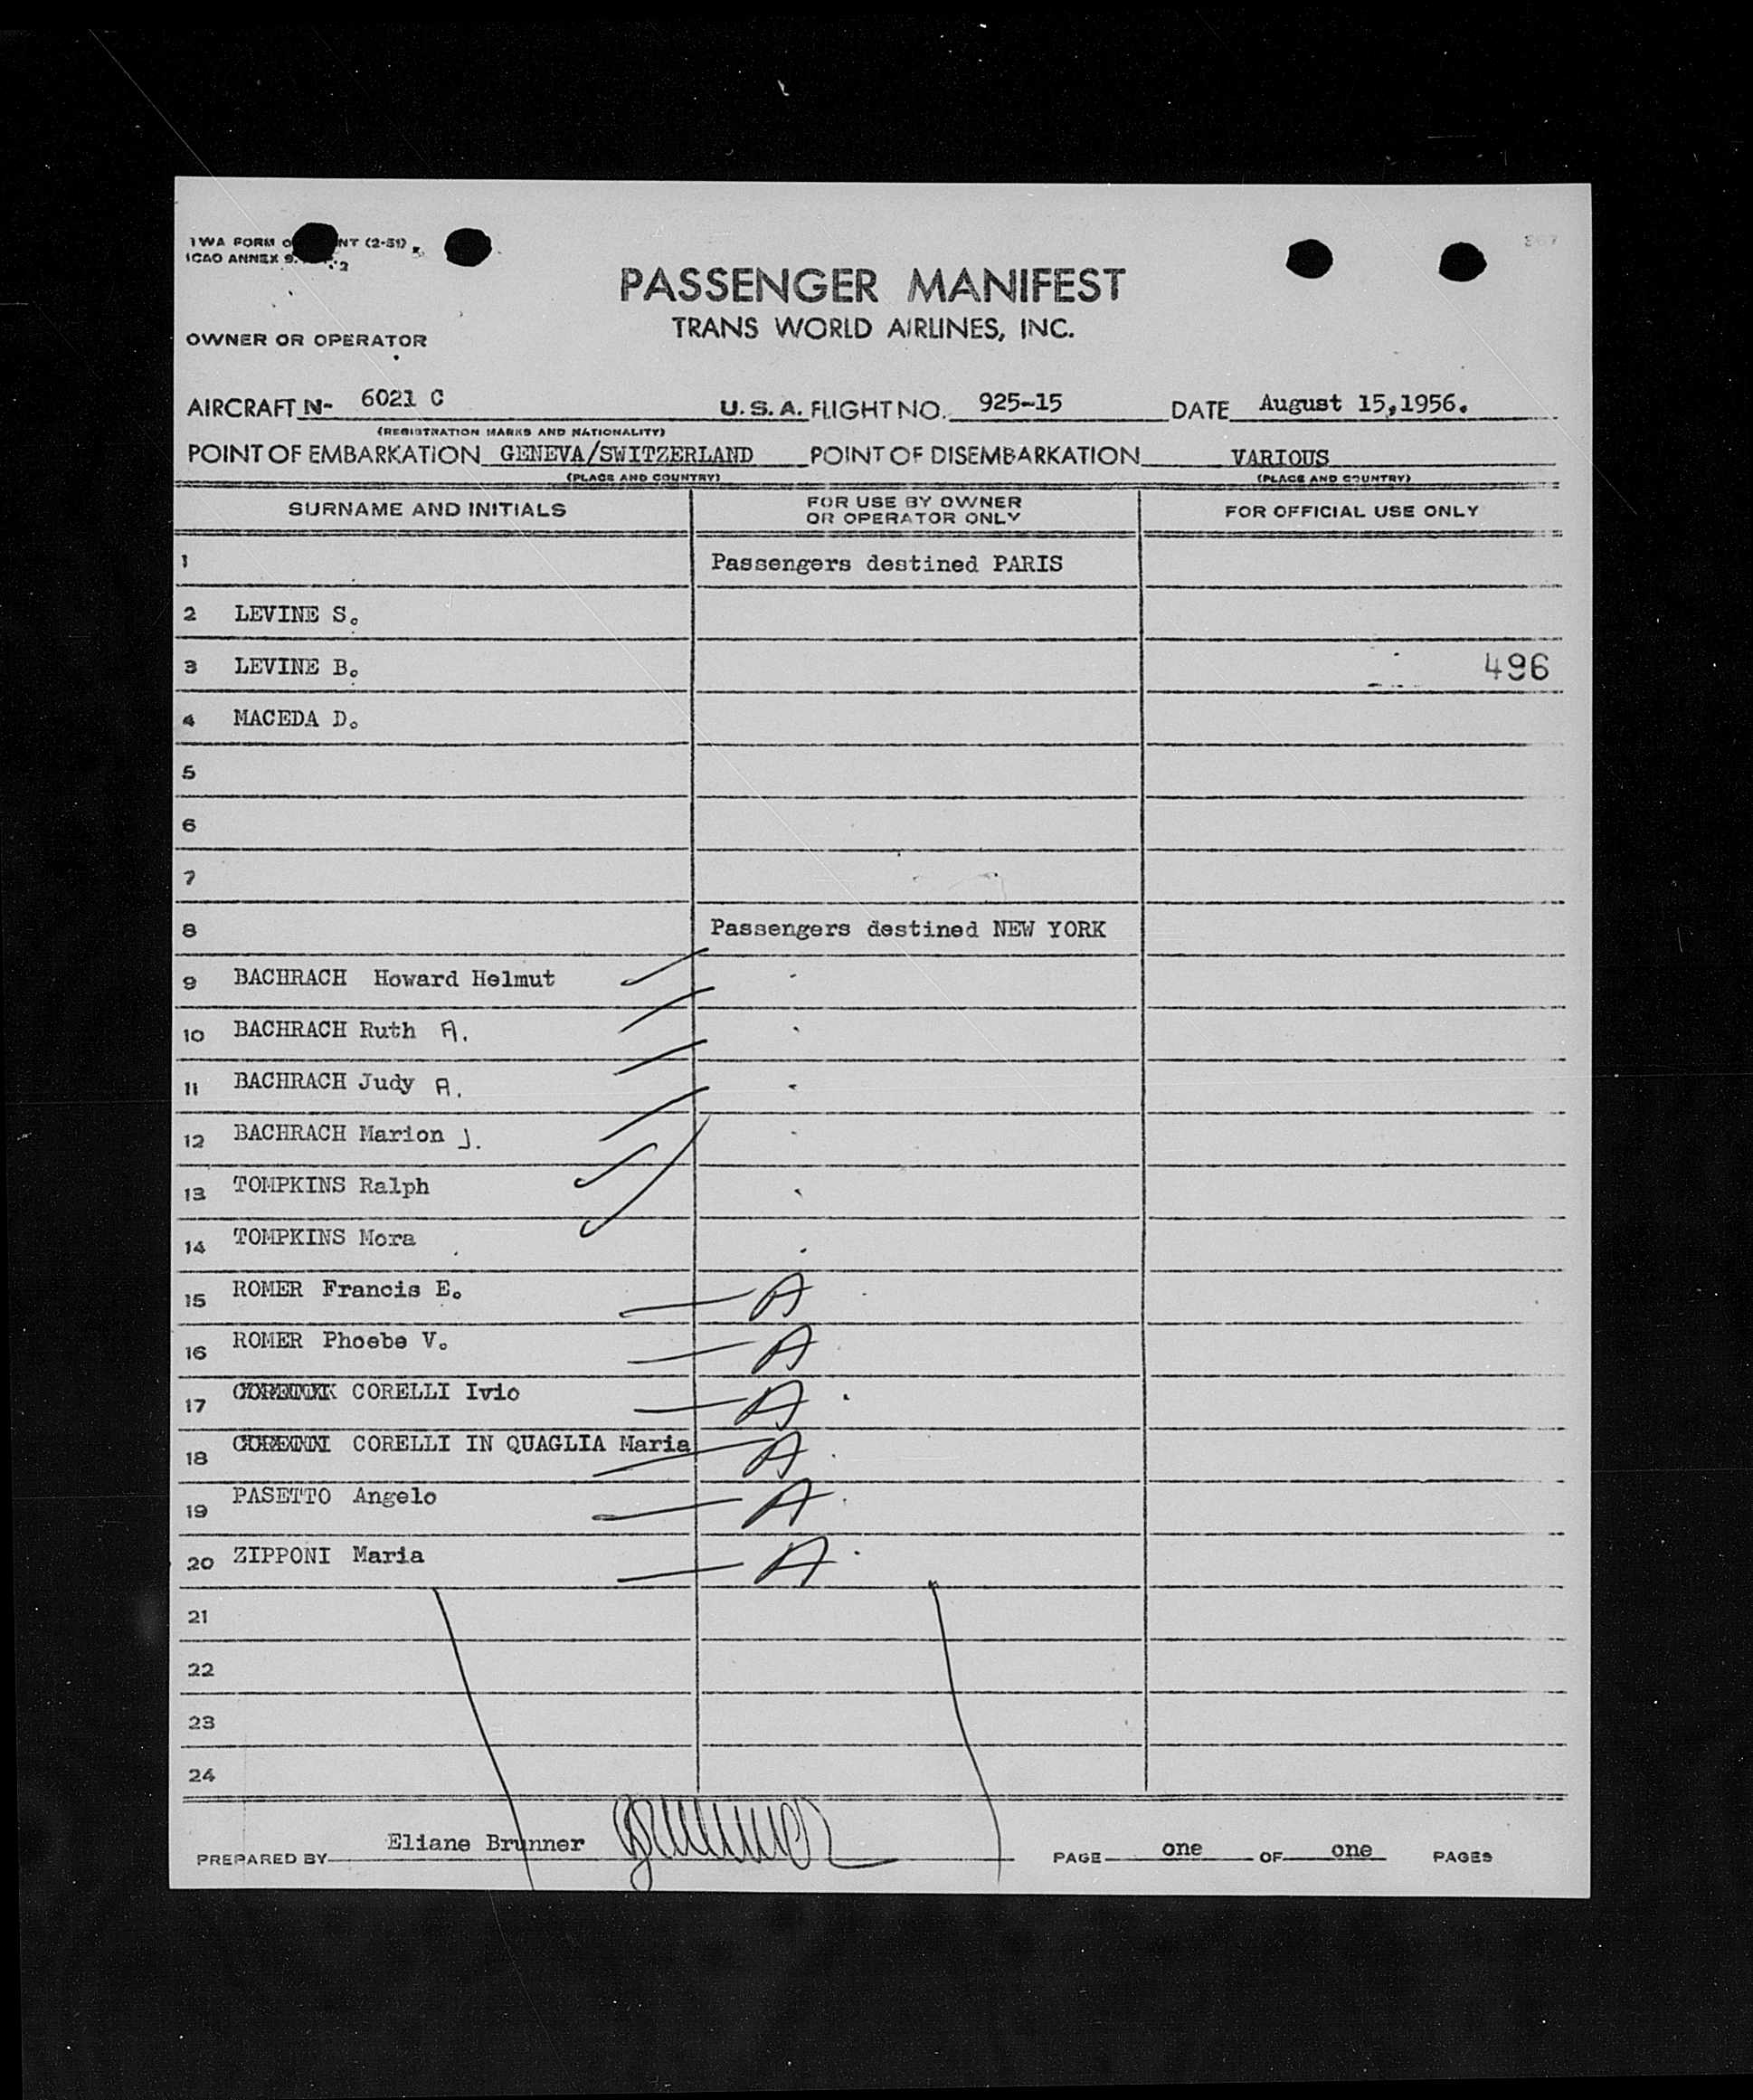 TWA FORM O NT (2-51)
ICAO ANNEX 9.
PASSENGER MANIFEST
TRANS WORLD AIRLINES, INC.
OWNER OR OPERATOR
AIRCRAFT N- 6021 C U.S.A. FLIGHT NO. 925-15 DATE August 15,1956.
(REGISTRATION MARKS AND NATIONALITY)
POINT OF EMBARKATION GENEVA/SWITZERLAND POINT OF DISEMBARKATION VARIOUS
(PLACE AND COUNTRY) (PLACE AND COUNTRY)
SURNAME AND INITIALS FOR USE BY OWNER OR OPERATOR ONLY FOR OFFICIAL USE ONLY
1 Passengers destined PARIS
2 LEVINE S.
3 LEVINE B. 496
4 MACEDA D.
5
6
7
8 Passengers destined NEW YORK
9 BACHRACH Howard Helmut
10 BACHRACH Ruth A.
11 BACHRACH Judy A.
12 BACHRACH Marion J.
13 TOMPKINS Ralph
14 TOMPKINS Mora
15 ROMER Francis E. A
16 ROMER Phoebe V. A
17 CORELLI Ivio A
18 CORELLI IN QUAGLIA Maria A
19 PASETTO Angelo A
20 ZIPPONI Maria A
21
22
23
24
PREPARED BY Eliane Brunner PAGE one OF one PAGES